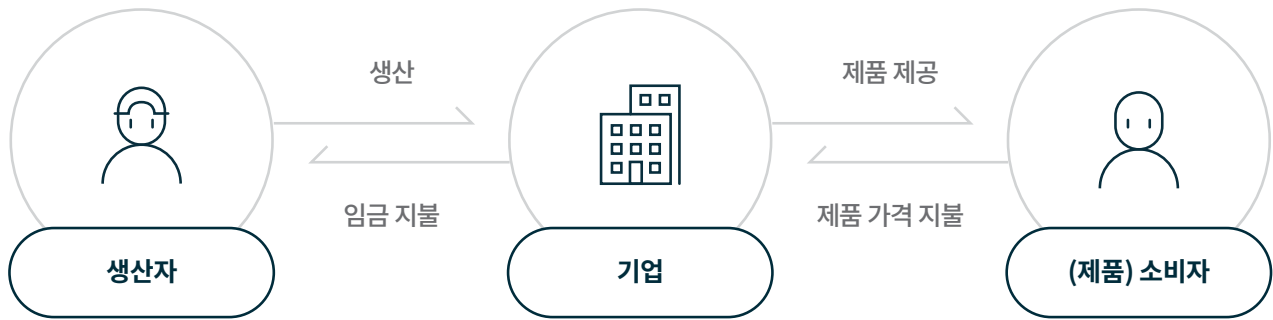 생산
제품 제공
임금 지불
제품 가격 지불
생산자
기업
(제품) 소비자